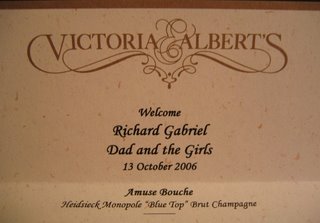 VICTORIA & ALBERT'S
Welcome
Richard Gabriel
Dad and the Girls
13 October 2006
Amuse Bouche
Heidsieck Monopole "Blue Top" Brut Champagne